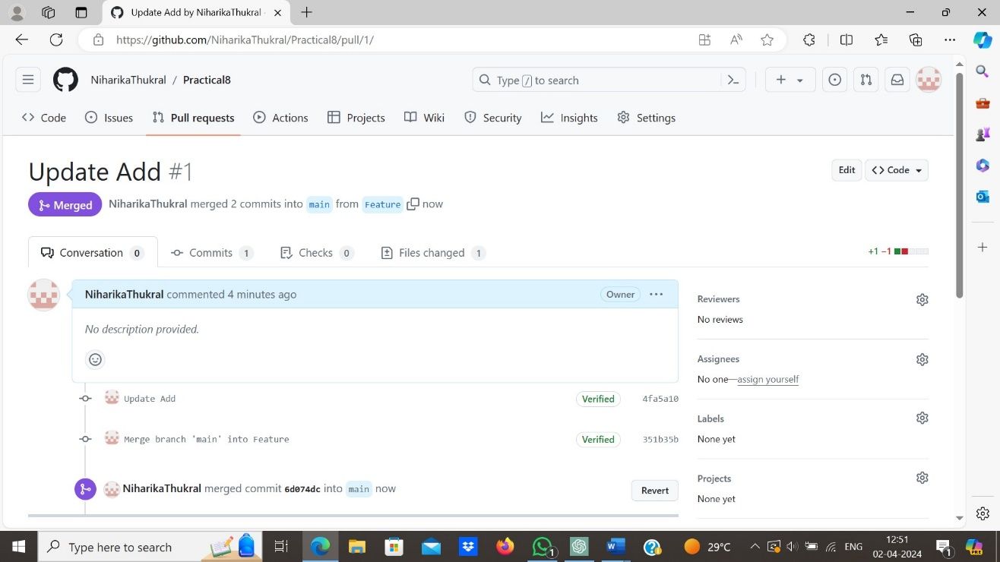 Update Add by NiharikaThukral
https://github.com/NiharikaThukral/Practical8/pull/1/
NiharikaThukral / Practical8
Type / to search
Code Issues Pull requests Actions Projects Wiki Security Insights Settings
Update Add #1
Edit <> Code
Merged NiharikaThukral merged 2 commits into main from Feature now
Conversation 0 Commits 1 Checks 0 Files changed 1
+1 −1
NiharikaThukral commented 4 minutes ago Owner ...
No description provided.
Update Add Verified 4fa5a10
Merge branch 'main' into Feature Verified 351b35b
NiharikaThukral merged commit 6d074dc into main now Revert
Reviewers
No reviews
Assignees
No one—assign yourself
Labels
None yet
Projects
None yet
Type here to search
1
29°C
ENG
12:51
02-04-2024
1
PRE